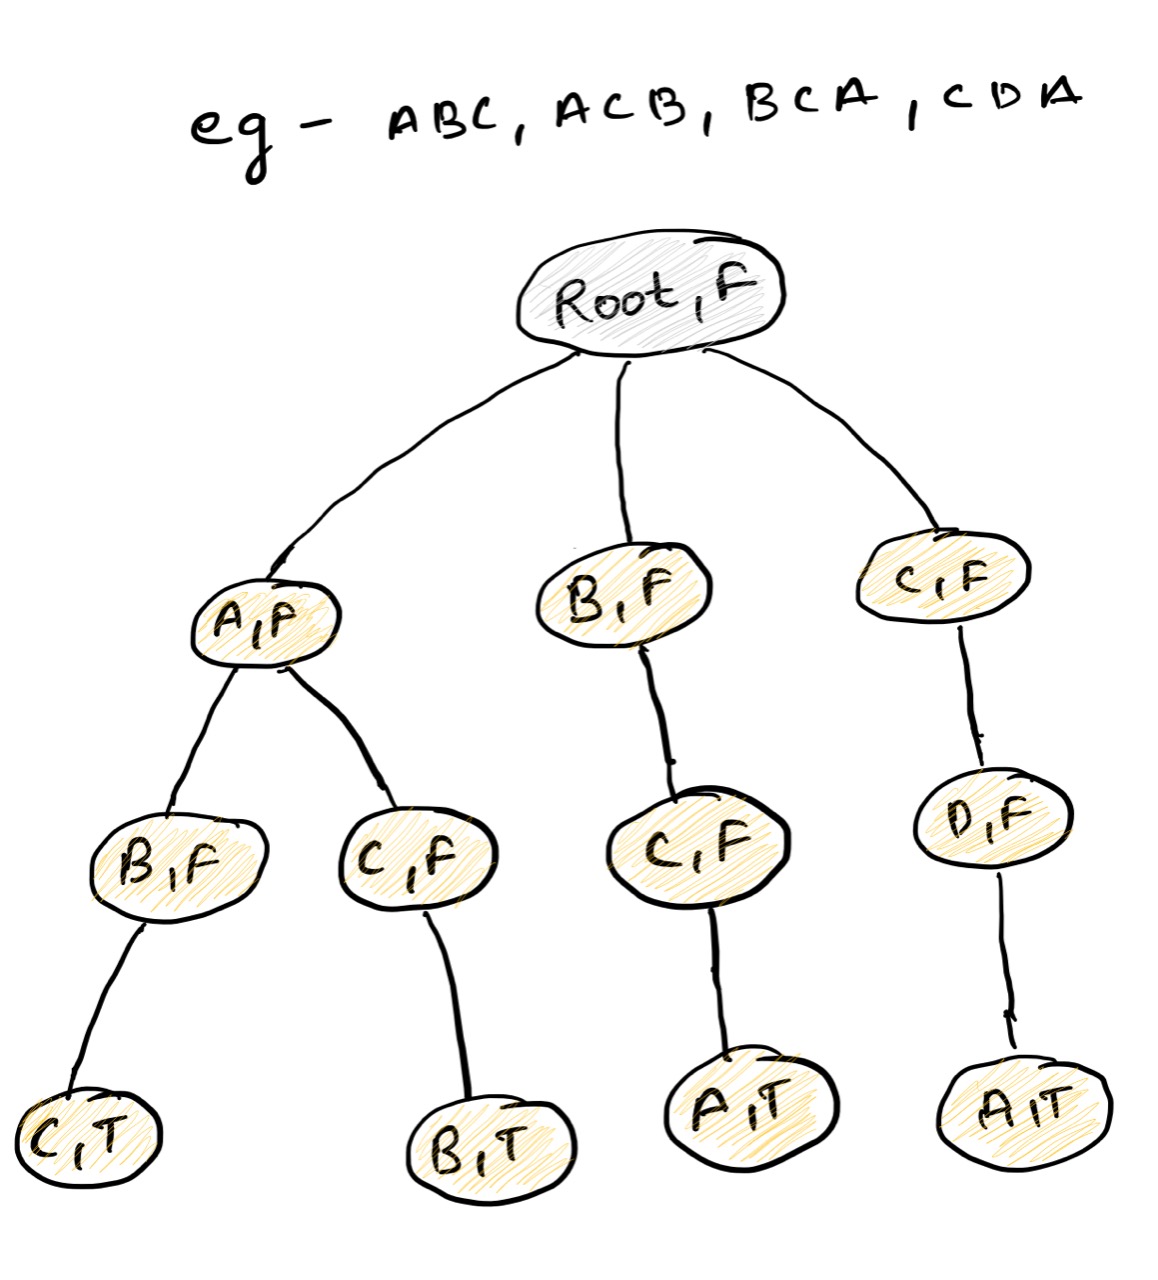 eg - ABC, ACB, BCA, CDA
Root, F
A, F
B, F
C, F
B, F
C, F
C, F
D, F
C, T
B, T
A, T
A, T